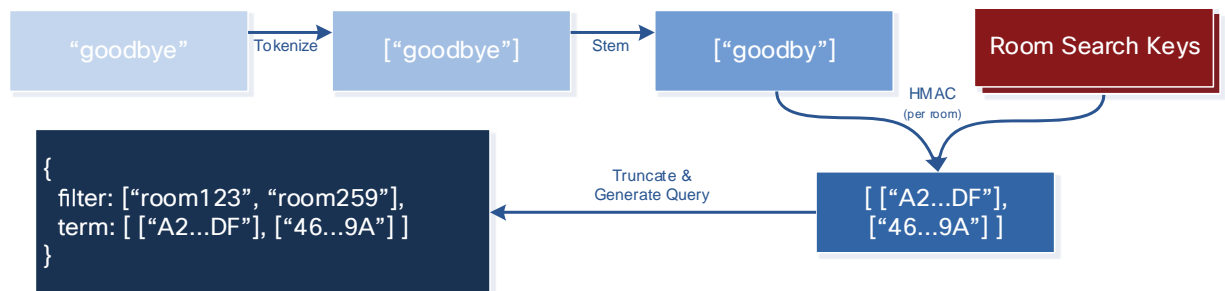 “goodbye”
Tokenize
[“goodbye”]
Stem
[“goodby”]
Room Search Keys
HMAC
(per room)
[ [“A2...DF”],
[“46...9A”] ]
Truncate &
Generate Query
{
filter: [“room123”, “room259”],
term: [ [“A2...DF”], [“46...9A”] ]
}